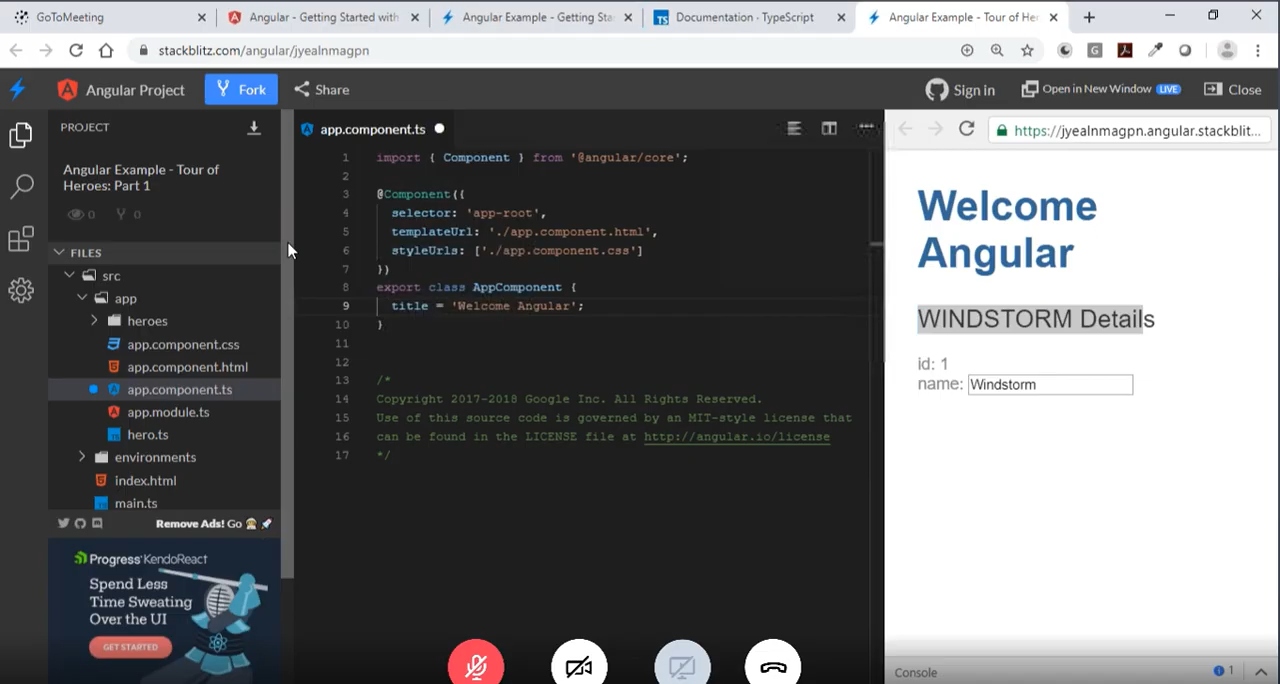 GoToMeeting
Angular - Getting Started with
Angular Example - Getting Sta
Documentation · TypeScript
Angular Example - Tour of He
stackblitz.com/angular/jyealnmagpn
Angular Project
Fork
Share
Sign in
Open in New Window LIVE
Close
PROJECT
Angular Example - Tour of
Heroes: Part 1
0 0
FILES
src
app
heroes
app.component.css
app.component.html
app.component.ts
app.module.ts
hero.ts
environments
index.html
main.ts
Remove Ads! Go
Progress KendoReact
Spend Less
Time Sweating
Over the UI
GET STARTED
app.component.ts
1 import { Component } from '@angular/core';
2
3 @Component({
4 selector: 'app-root',
5 templateUrl: './app.component.html',
6 styleUrls: ['./app.component.css']
7 })
8 export class AppComponent {
9 title = 'Welcome Angular';
10 }
11
12
13 /*
14 Copyright 2017-2018 Google Inc. All Rights Reserved.
15 Use of this source code is governed by an MIT-style license that
16 can be found in the LICENSE file at http://angular.io/license
17 */
https://jyealnmagpn.angular.stackblit...
Welcome
Angular
WINDSTORM Details
id: 1
name: Windstorm
Console
1